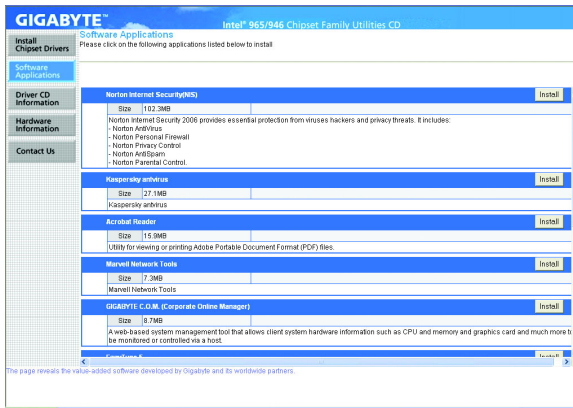 GIGABYTE™
Intel® 965/946 Chipset Family Utilities CD
Install
Chipset Drivers
Software
Applications
Driver CD
Information
Hardware
Information
Contact Us
Software Applications
Please click on the following applications listed below to install
Norton Internet Security(NIS) Install
Size 102.3MB
Norton Internet Security 2006 provides essential protection from viruses hackers and privacy threats. It includes:
- Norton AntiVirus
- Norton Personal Firewall
- Norton Privacy Control
- Norton AntiSpam
- Norton Parental Control.
Kaspersky antivirus Install
Size 27.1MB
Kaspersky antivirus
Acrobat Reader Install
Size 15.9MB
Utility for viewing or printing Adobe Portable Document Format (PDF) files.
Marvell Network Tools Install
Size 7.3MB
Marvell Network Tools
GIGABYTE C.O.M. (Corporate Online Manager) Install
Size 8.7MB
A web-based system management tool that allows client system hardware information such as CPU and memory and graphics card and much more to
be monitored or controlled via a host.
Install
The page reveals the value-added software developed by Gigabyte and its worldwide partners.